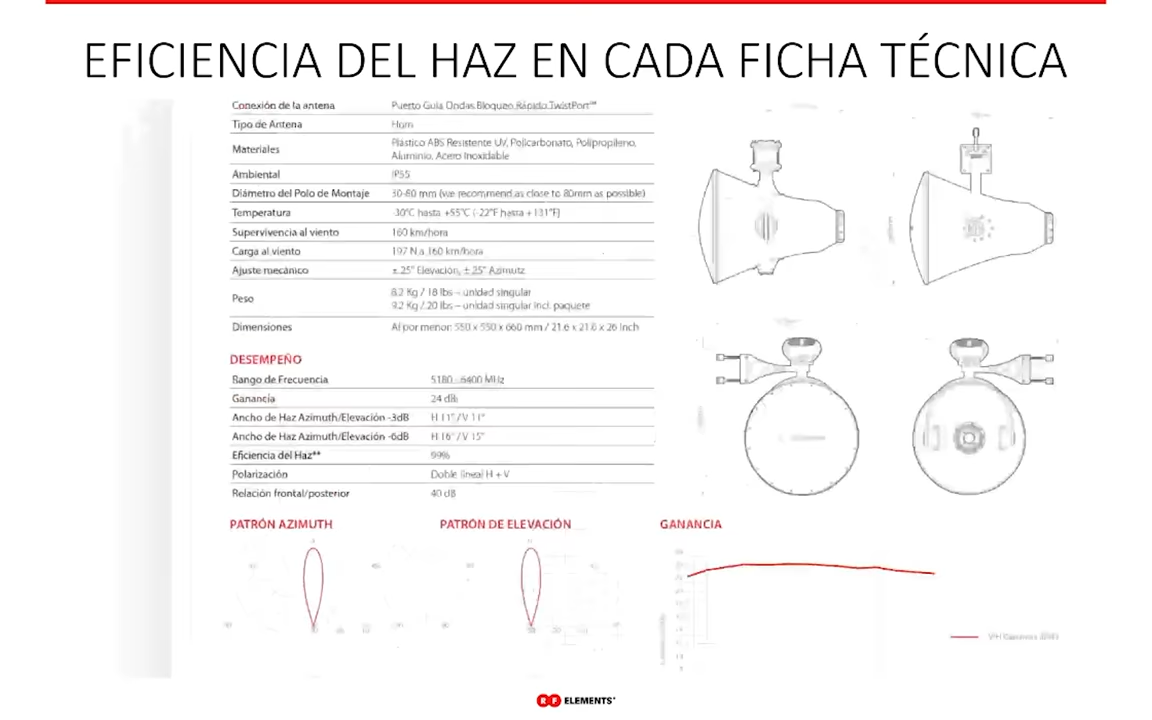 EFICIENCIA DEL HAZ EN CADA FICHA TÉCNICA
Conexión de la antena Puerto Guía Ondas Bloqueo Rápido TwistPort™
Tipo de Antena Horn
Materiales Plástico ABS Resistente UV, Policarbonato, Polipropileno,
Aluminio, Acero Inoxidable
Ambiental IP55
Diámetro del Polo de Montaje 30-80 mm (we recommend as close to 80mm as possible)
Temperatura -30°C hasta +55°C (-22°F hasta +131°F)
Supervivencia al viento 160 km/hora
Carga al viento 197 N a 160 km/hora
Ajuste mecánico ± 25° Elevación, ± 25° Azimutz
Peso 8.2 Kg / 18 lbs – unidad singular
9.2 Kg / 20 lbs – unidad singular incl. paquete
Dimensiones Al por menor: 550 x 550 x 660 mm / 21.6 x 21.6 x 26 Inch
DESEMPEÑO
Rango de Frecuencia 5180 - 6400 MHz
Ganancia 24 dBi
Ancho de Haz Azimuth/Elevación -3dB H 11° / V 11°
Ancho de Haz Azimuth/Elevación -6dB H 16° / V 15°
Eficiencia del Haz** 99%
Polarización Doble lineal H + V
Relación frontal/posterior 40 dB
PATRÓN AZIMUTH PATRÓN DE ELEVACIÓN GANANCIA
RF ELEMENTS